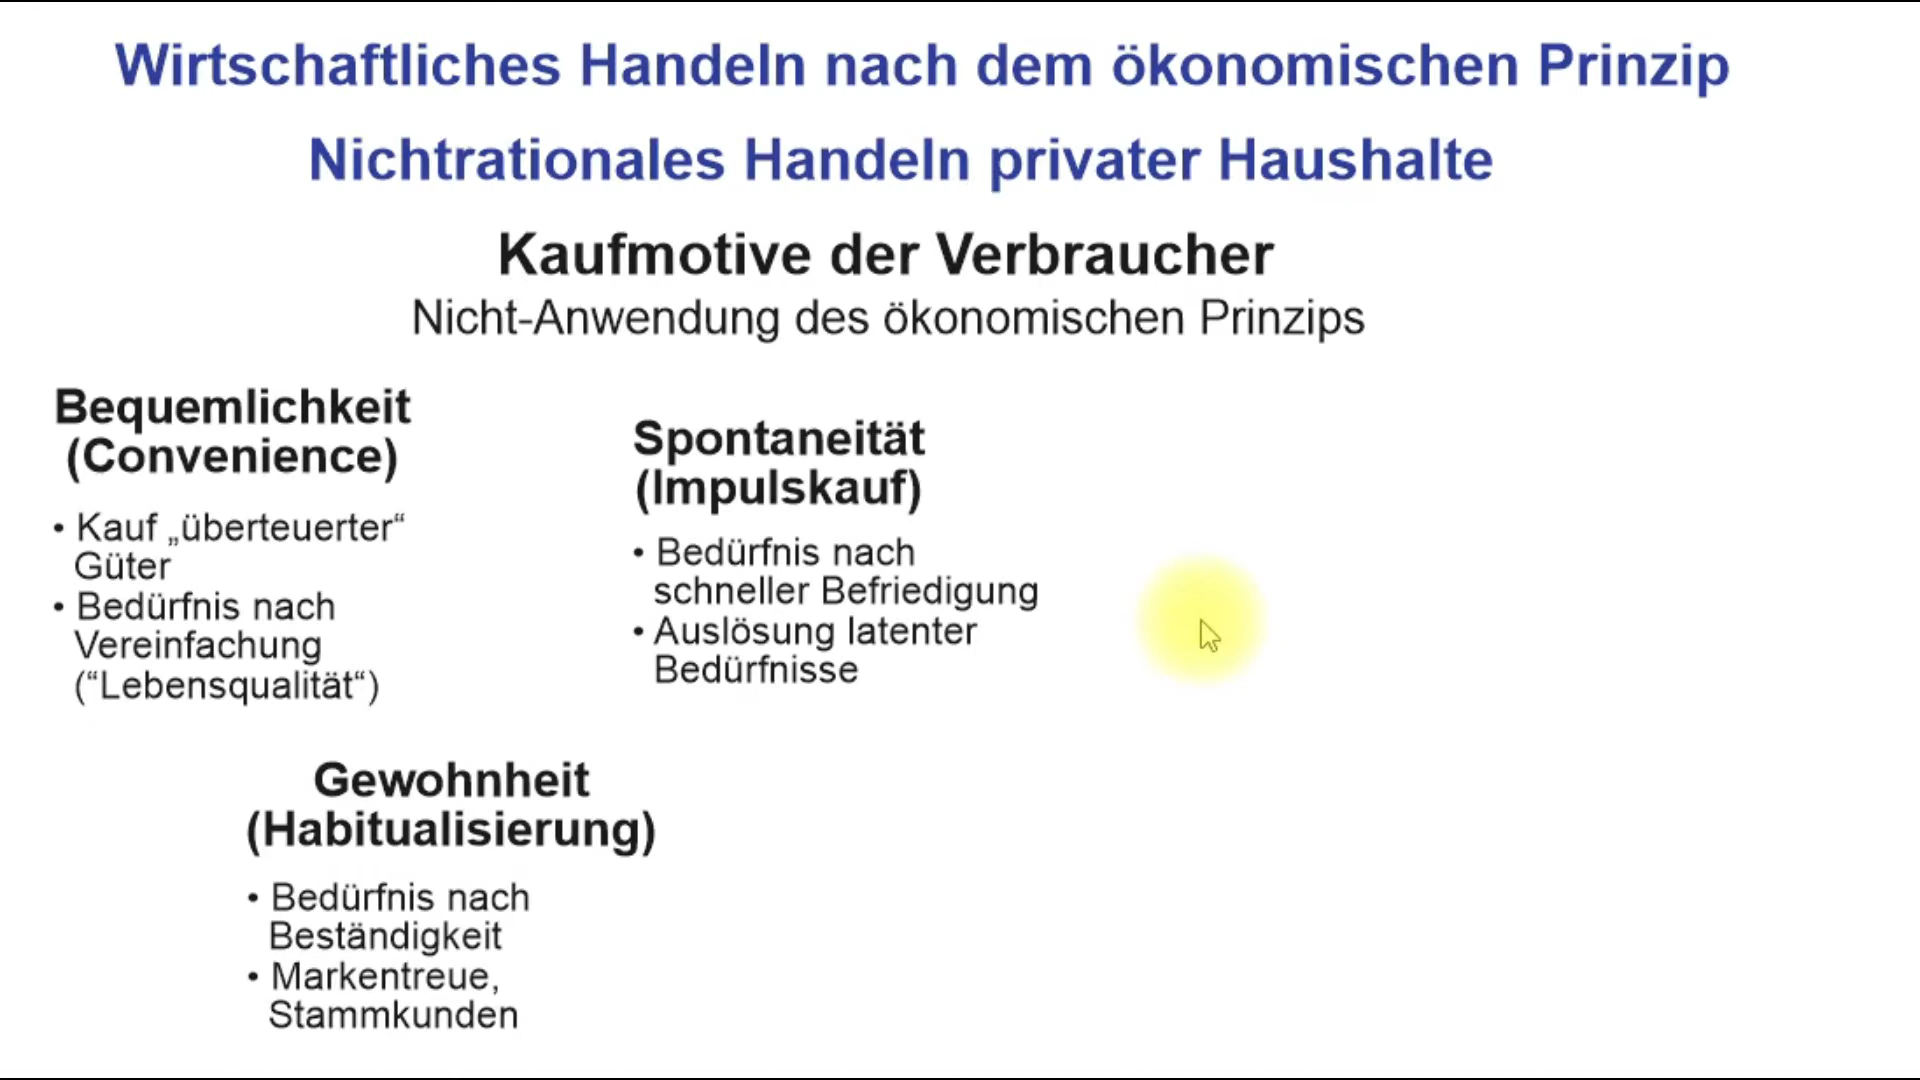 Wirtschaftliches Handeln nach dem ökonomischen Prinzip
Nichtrationales Handeln privater Haushalte
Kaufmotive der Verbraucher
Nicht-Anwendung des ökonomischen Prinzips
Bequemlichkeit
(Convenience)
• Kauf „überteuerter“
Güter
• Bedürfnis nach
Vereinfachung
(“Lebensqualität“)
Spontaneität
(Impulskauf)
• Bedürfnis nach
schneller Befriedigung
• Auslösung latenter
Bedürfnisse
Gewohnheit
(Habitualisierung)
• Bedürfnis nach
Beständigkeit
• Markentreue,
Stammkunden